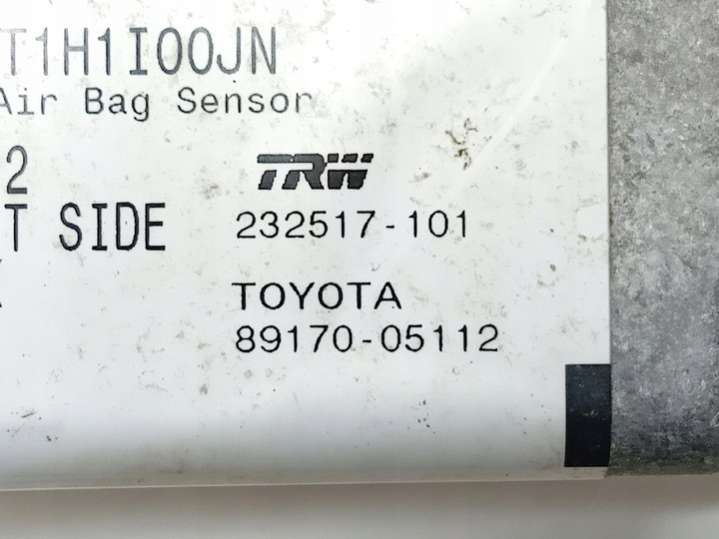 T1H1I00JN
Air Bag Sensor
2
TRW
T SIDE
232517-101
TOYOTA
89170-05112